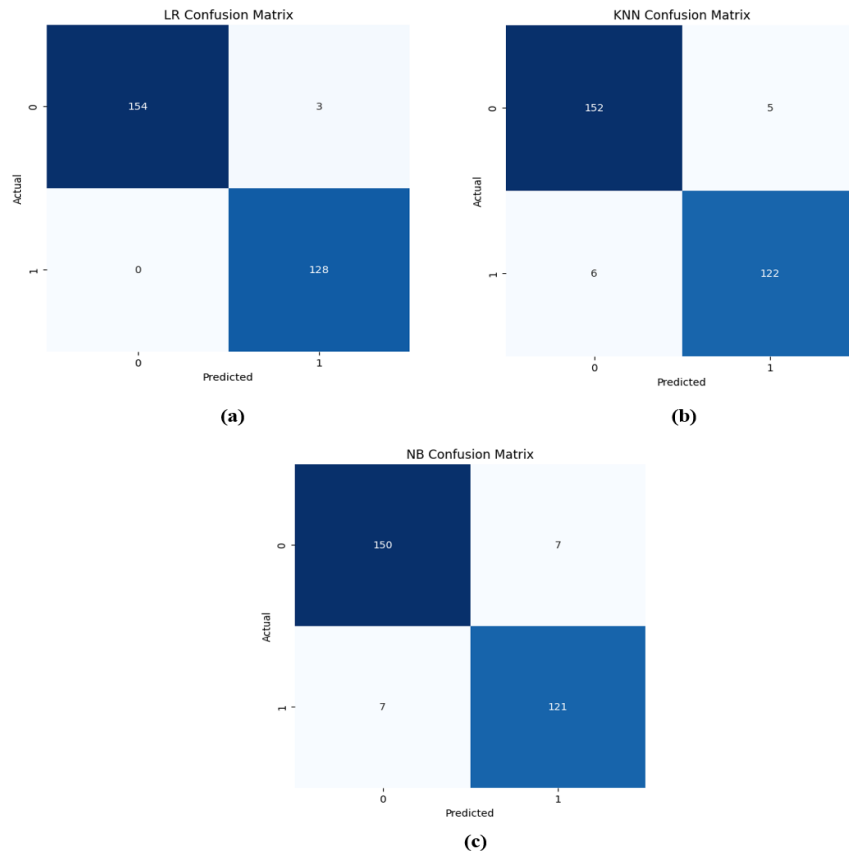 LR Confusion Matrix
0
154
3
Actual
1
0
128
0
1
Predicted
(a)
KNN Confusion Matrix
0
152
5
Actual
1
6
122
0
1
Predicted
(b)
NB Confusion Matrix
0
150
7
Actual
1
7
121
0
1
Predicted
(c)